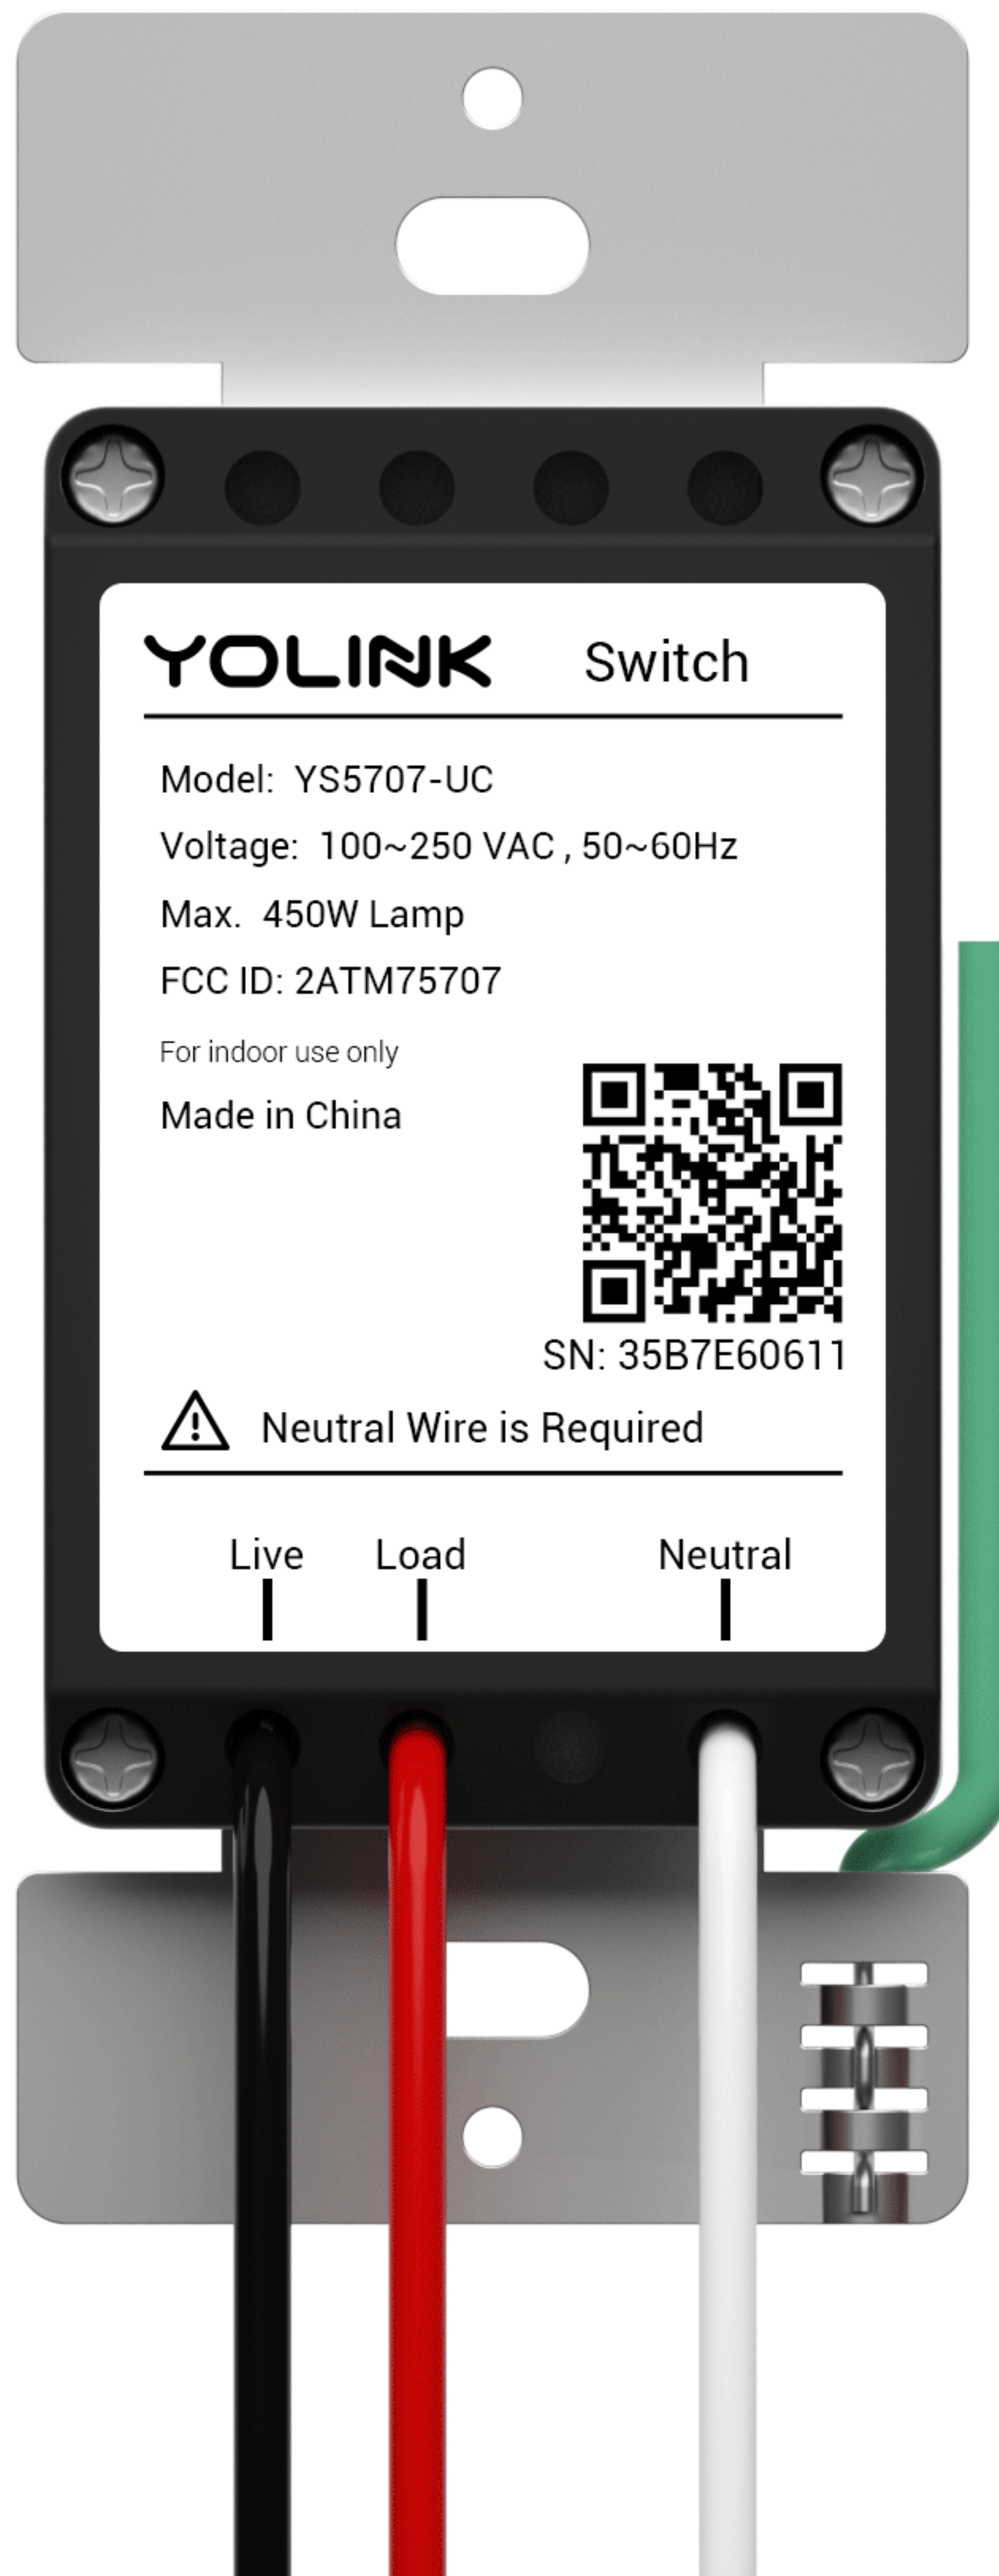 YOLINK Switch
Model: YS5707-UC
Voltage: 100~250 VAC , 50~60Hz
Max. 450W Lamp
FCC ID: 2ATM75707
For indoor use only
Made in China
SN: 35B7E60611
Neutral Wire is Required
Live Load Neutral